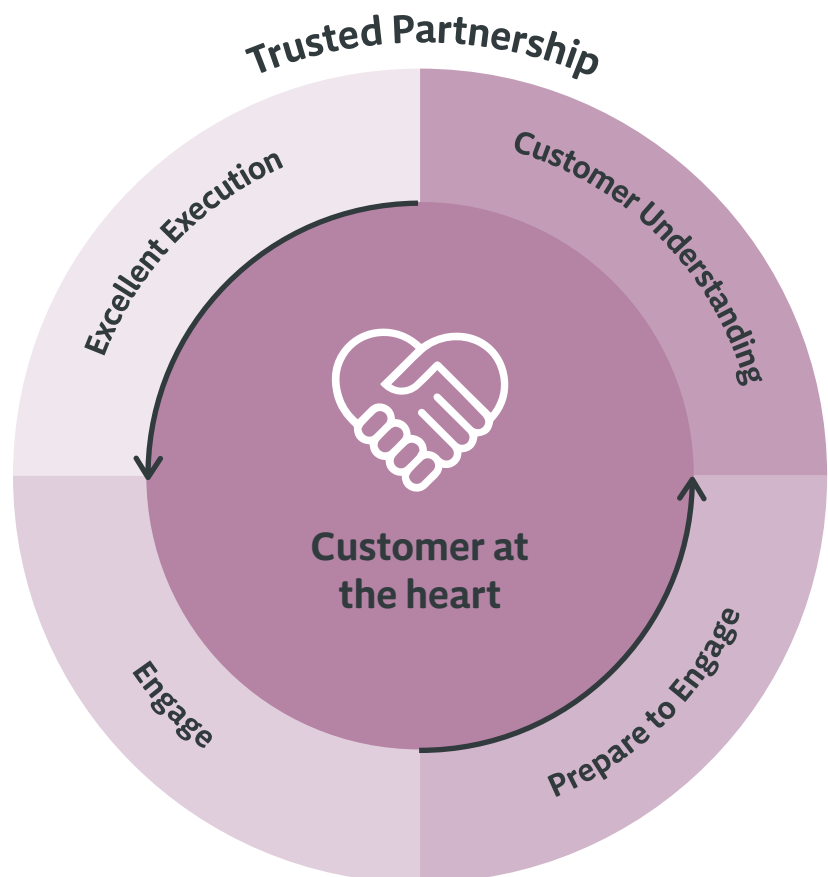 Trusted Partnership
Customer Understanding
Prepare to Engage
Engage
Excellent Execution
Customer at
the heart